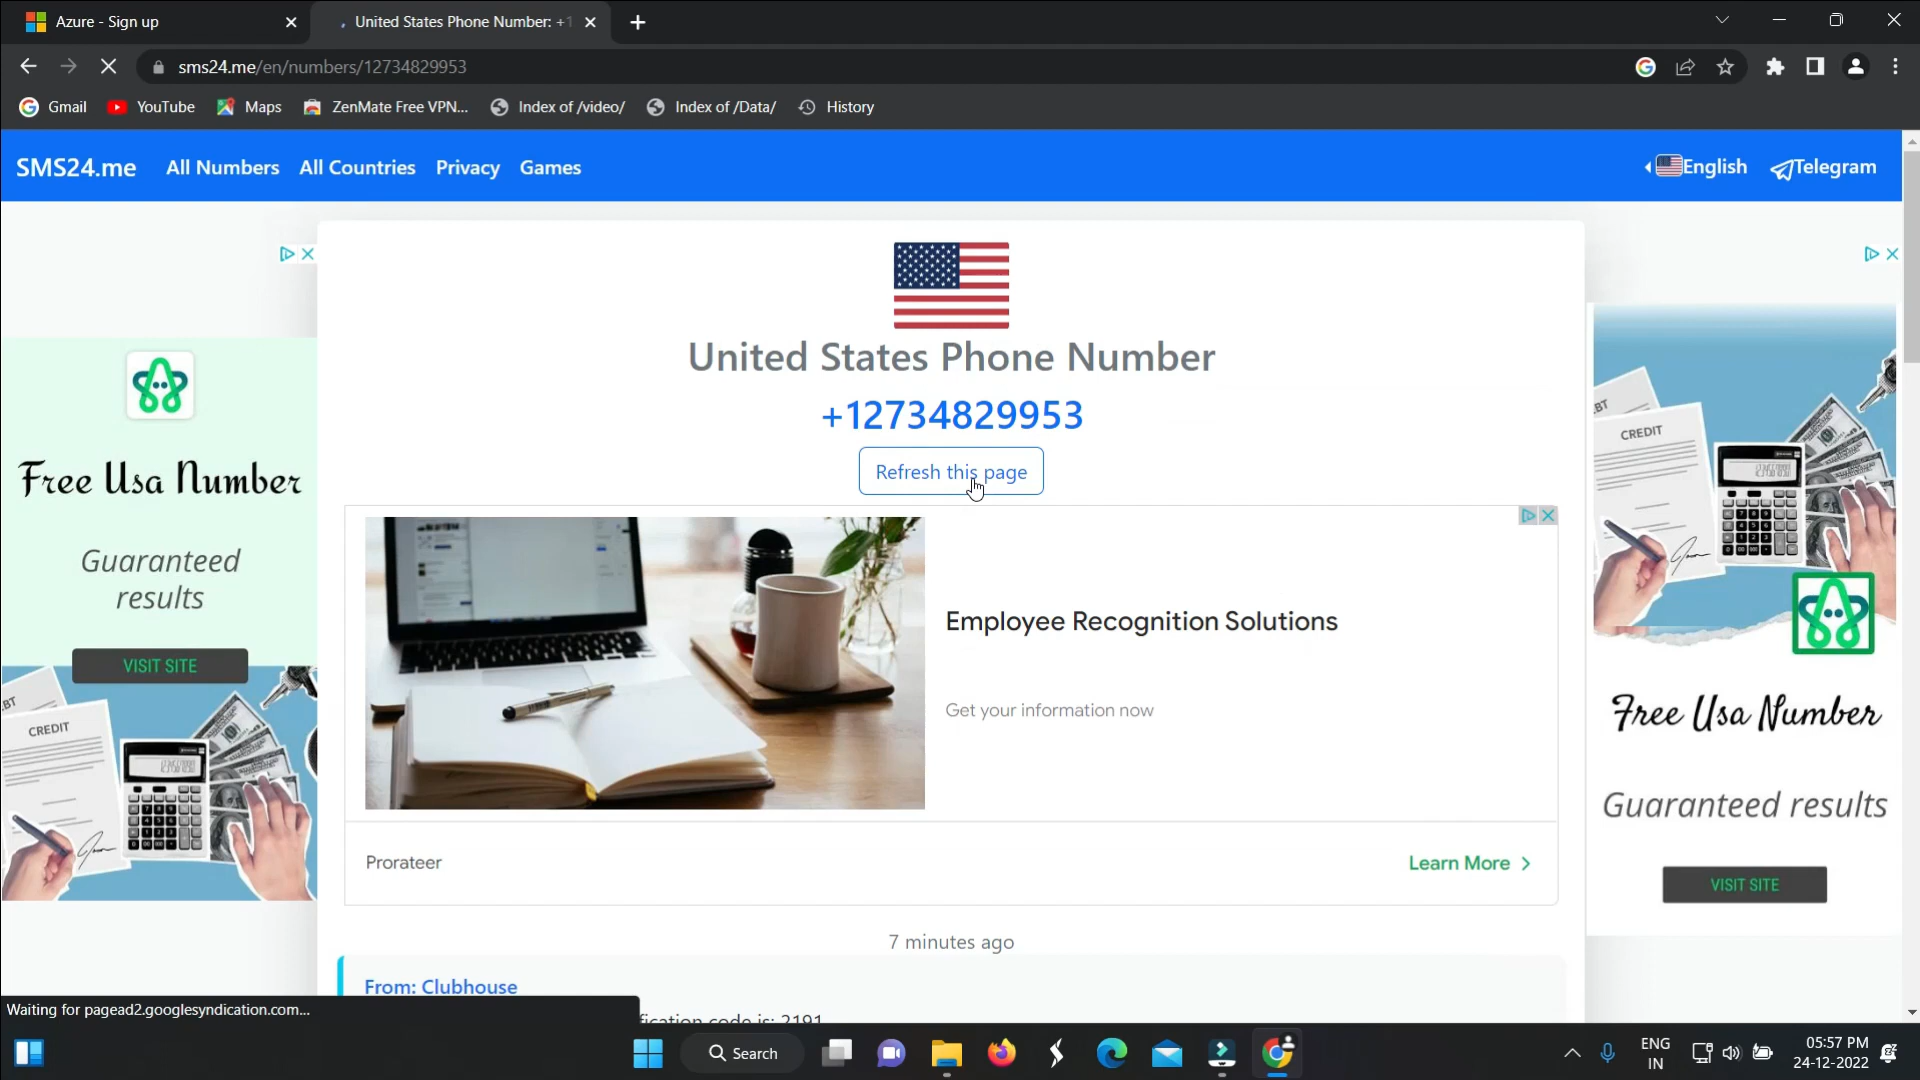 Azure - Sign up
United States Phone Number: +1
sms24.me/en/numbers/12734829953
Gmail
YouTube
Maps
ZenMate Free VPN...
Index of /video/
Index of /Data/
History
SMS24.me
All Numbers
All Countries
Privacy
Games
English
Telegram
United States Phone Number
+12734829953
Refresh this page
Free Usa Number
Guaranteed
results
VISIT SITE
CREDIT
Employee Recognition Solutions
Get your information now
Prorateer
Learn More
CREDIT
Free Usa Number
Guaranteed results
VISIT SITE
7 minutes ago
From: Clubhouse
code is: 2191
Waiting for pagead2.googlesyndication.com...
Search
ENG
IN
05:57 PM
24-12-2022